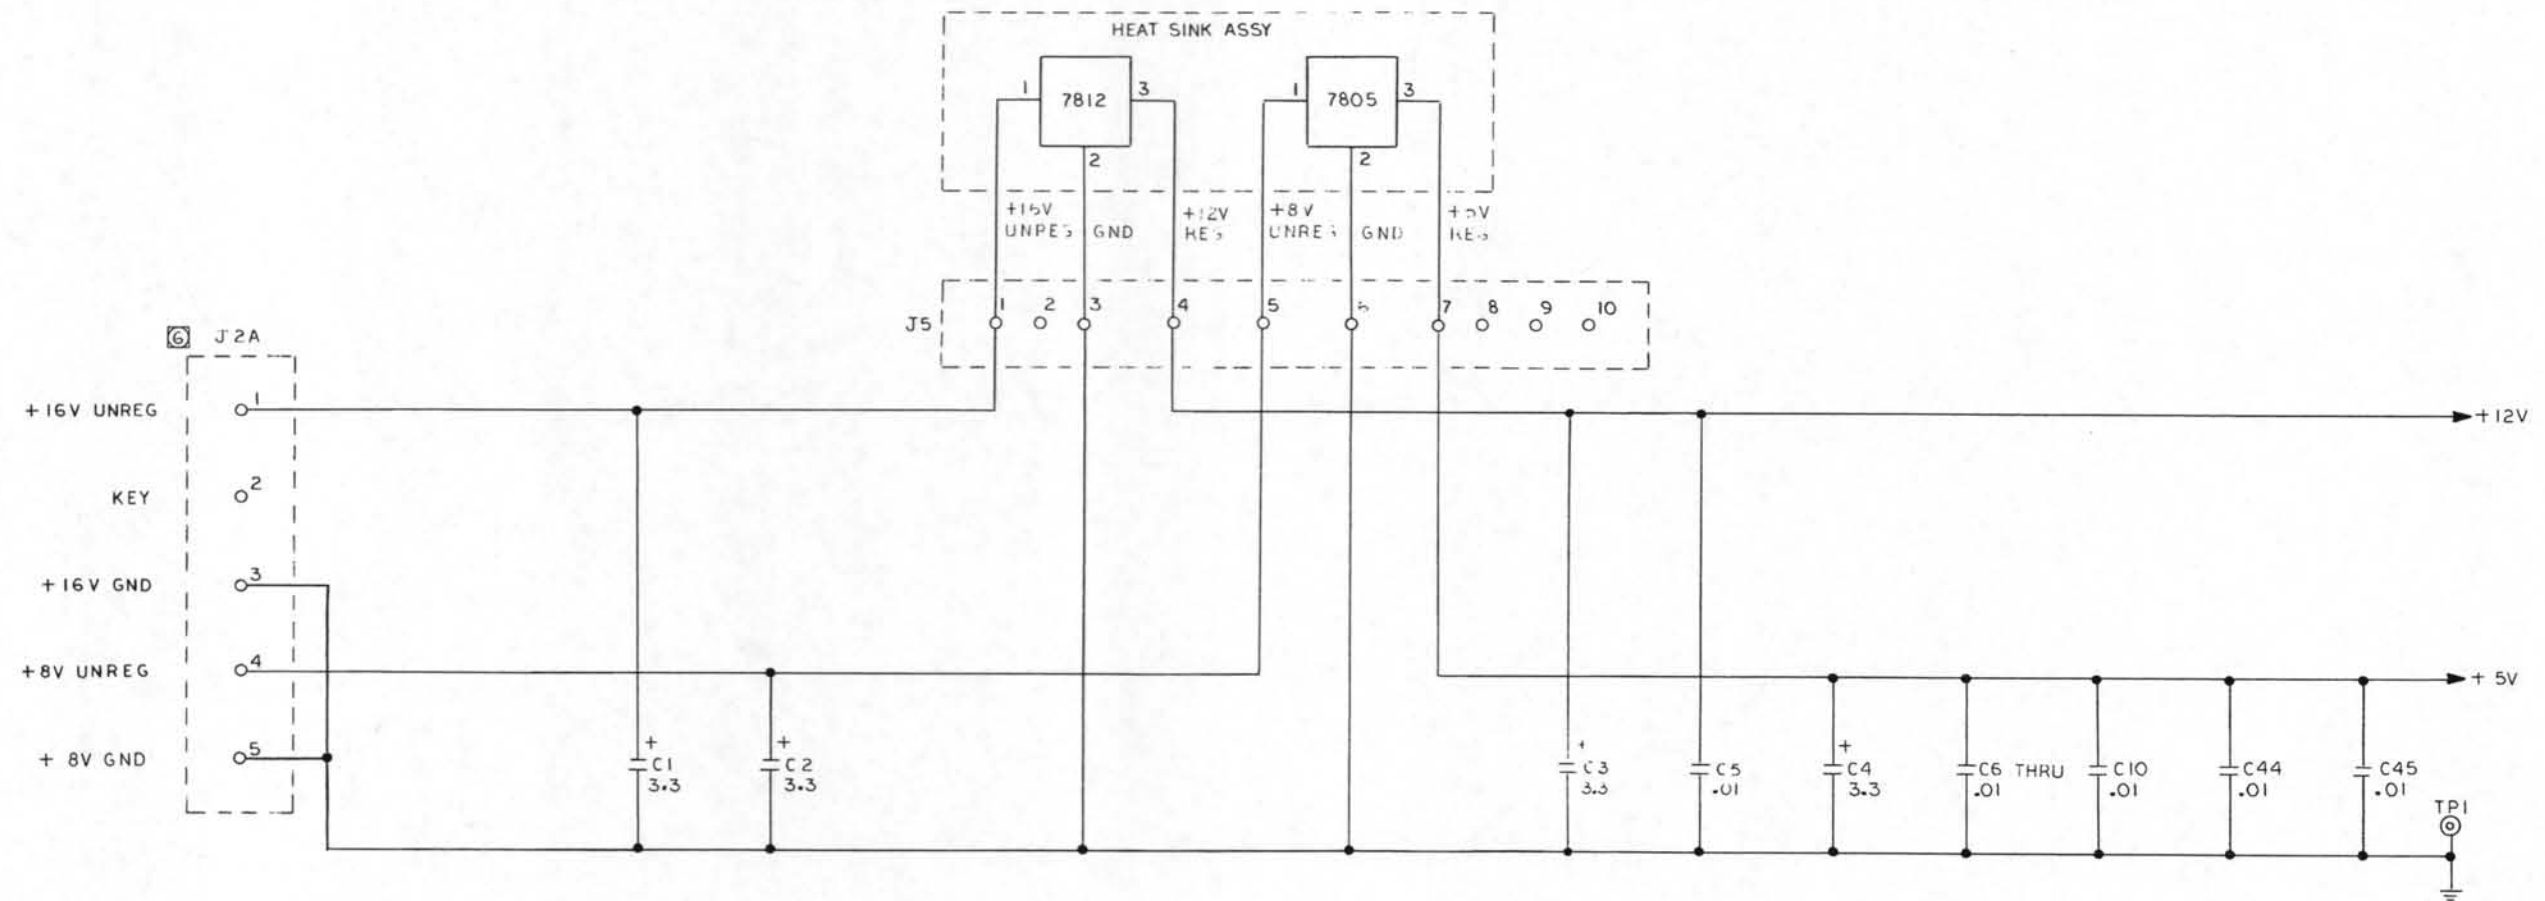 HEAT SINK ASSY
1 7812 3
2
1 7805 3
2
+16V
UNREG
GND
+12V
REG
+8V
UNREG
GND
+5V
REG
J5
1 2 3 4 5 6 7 8 9 10
6 J2A
+16V UNREG 1
KEY 2
+16V GND 3
+8V UNREG 4
+ 8V GND 5
+12V
+ 5V
+ C1
3.3
+ C2
3.3
+ C3
3.3
C5
.01
+ C4
3.3
C6 THRU
.01
C10
.01
C44
.01
C45
.01
TP1